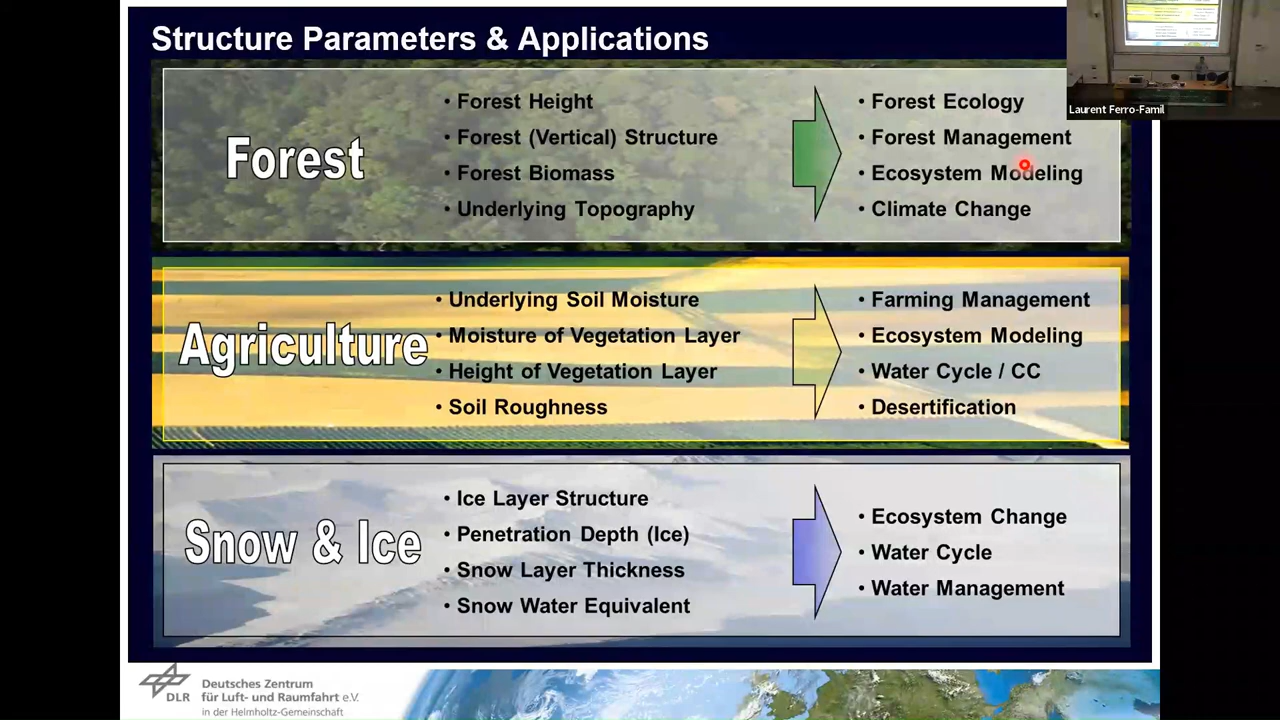 Structure Parameters & Applications
Laurent Ferro-Famil
Forest
• Forest Height
• Forest (Vertical) Structure
• Forest Biomass
• Underlying Topography
• Forest Ecology
• Forest Management
• Ecosystem Modeling
• Climate Change
Agriculture
• Underlying Soil Moisture
• Moisture of Vegetation Layer
• Height of Vegetation Layer
• Soil Roughness
• Farming Management
• Ecosystem Modeling
• Water Cycle / CC
• Desertification
Snow & Ice
• Ice Layer Structure
• Penetration Depth (Ice)
• Snow Layer Thickness
• Snow Water Equivalent
• Ecosystem Change
• Water Cycle
• Water Management
DLR
Deutsches Zentrum
für Luft- und Raumfahrt e.V.
in der Helmholtz-Gemeinschaft